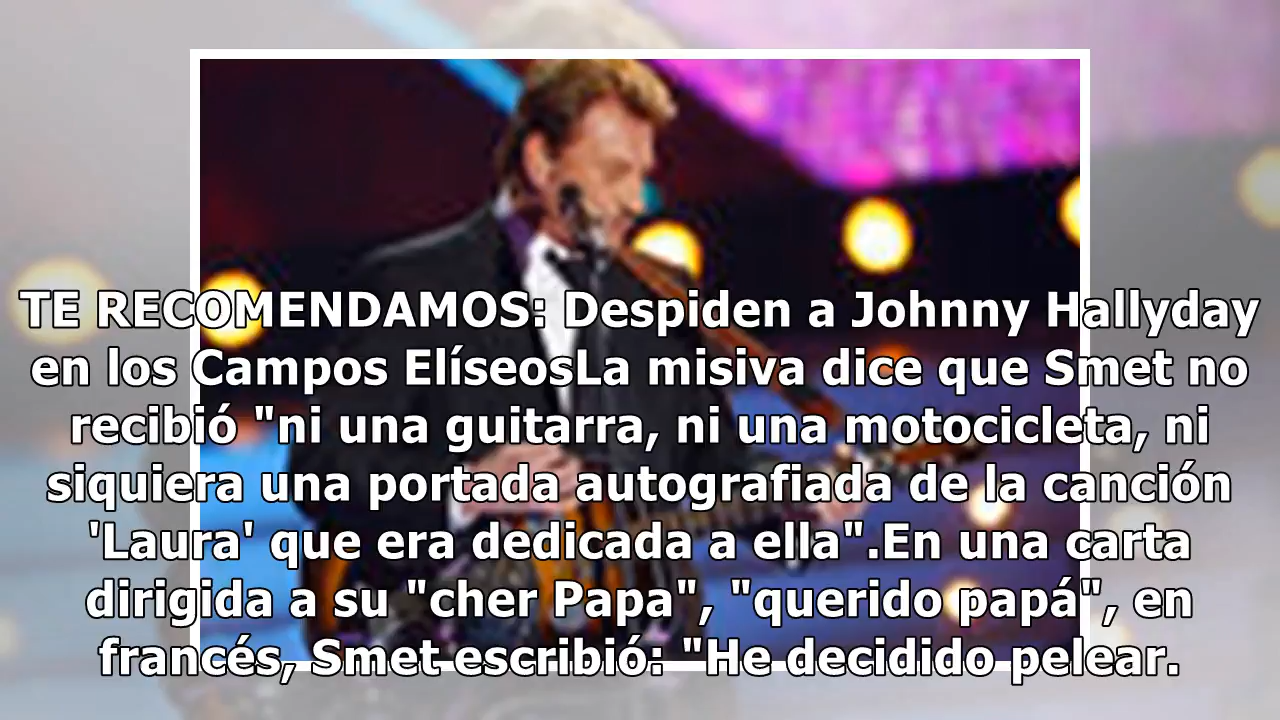 TE RECOMENDAMOS: Despiden a Johnny Hallyday
en los Campos ElíseosLa misiva dice que Smet no
recibió "ni una guitarra, ni una motocicleta, ni
siquiera una portada autografiada de la canción
'Laura' que era dedicada a ella".En una carta
dirigida a su "cher Papa", "querido papá", en
francés, Smet escribió: "He decidido pelear.